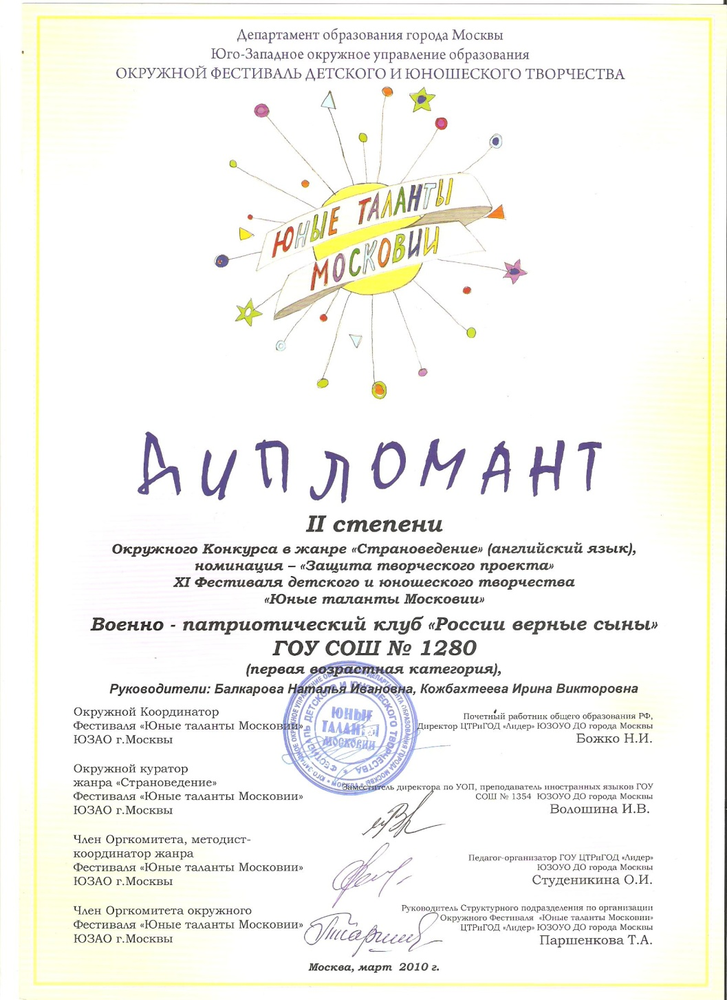 Департамент образования города Москвы
Юго-Западное окружное управление образования
ОКРУЖНОЙ ФЕСТИВАЛЬ ДЕТСКОГО И ЮНОШЕСКОГО ТВОРЧЕСТВА
ЮНЫЕ ТАЛАНТЫ
МОСКОВИИ
ДИПЛОМАНТ
II степени
Окружного Конкурса в жанре «Страноведение» (английский язык),
номинация – «Защита творческого проекта»
XI Фестиваля детского и юношеского творчества
«Юные таланты Московии»
Военно - патриотический клуб «России верные сыны»
ГОУ СОШ № 1280
(первая возрастная категория),
Руководители: Балкарова Наталья Ивановна, Кожбахтеева Ирина Викторовна
Окружной Координатор
Фестиваля «Юные таланты Московии»
ЮЗАО г.Москвы
Почетный работник общего образования РФ,
Директор ЦТРиГОД «Лидер» ЮЗОУО ДО города Москвы
Божко Н.И.
ЮНЫЕ
ТАЛАНТЫ
МОСКОВИИ
ФЕСТИВАЛЬ ДЕТСКОГО И ЮНОШЕСКОГО ТВОРЧЕСТВА
Окружной куратор
жанра «Страноведение»
Фестиваля «Юные таланты Московии»
ЮЗАО г.Москвы
Заместитель директора по УОП, преподаватель иностранных языков ГОУ
СОШ № 1354 ЮЗОУО ДО города Москвы
Волошина И.В.
Член Оргкомитета, методист-
координатор жанра
Фестиваля «Юные таланты Московии»
ЮЗАО г.Москвы
Педагог-организатор ГОУ ЦТРиГОД «Лидер»
ЮЗОУО ДО города Москвы
Студеникина О.И.
Член Оргкомитета окружного
Фестиваля «Юные таланты Московии»
ЮЗАО г.Москвы
Руководитель Структурного подразделения по организации
Окружного Фестиваля «Юные таланты Московии»
ЦТРиГОД «Лидер» ЮЗОУО ДО города Москвы
Паршенкова Т.А.
Москва, март 2010 г.